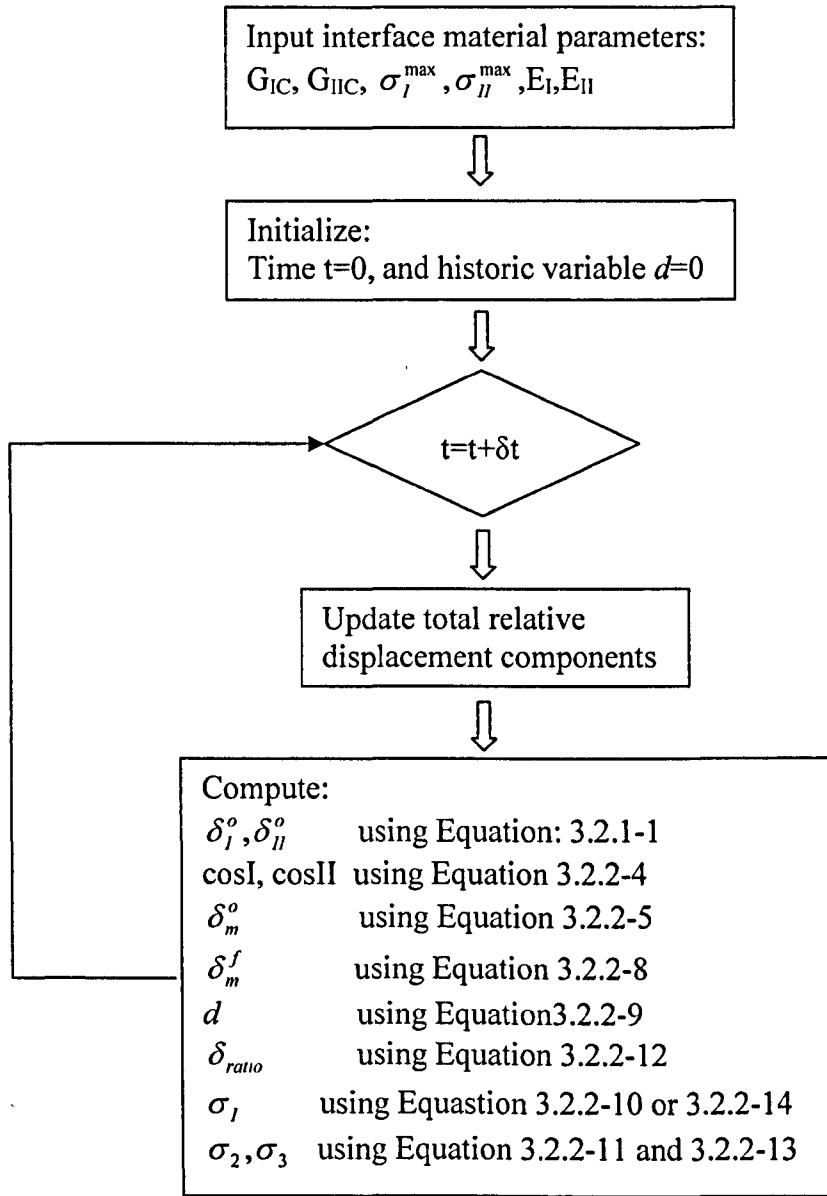 Input interface material parameters:
G_IC, G_IIC, σ_I^max, σ_II^max, E_I, E_II
Initialize:
Time t=0, and historic variable d=0
t=t+δt
Update total relative
displacement components
Compute:
δ_I^o, δ_II^o using Equation: 3.2.1-1
cosI, cosII using Equation 3.2.2-4
δ_m^o using Equation 3.2.2-5
δ_m^f using Equation 3.2.2-8
d using Equation3.2.2-9
δ_ratio using Equation 3.2.2-12
σ_1 using Equastion 3.2.2-10 or 3.2.2-14
σ_2, σ_3 using Equation 3.2.2-11 and 3.2.2-13